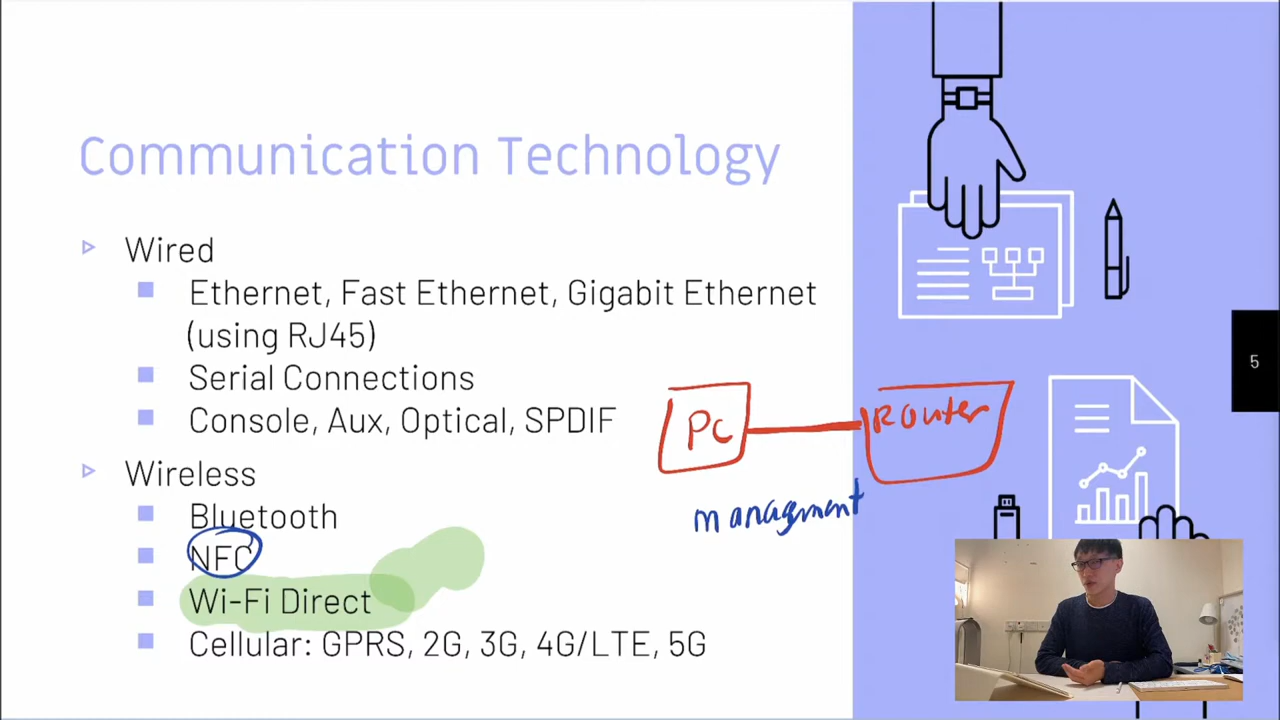 Communication Technology
Wired
Ethernet, Fast Ethernet, Gigabit Ethernet
(using RJ45)
Serial Connections
Console, Aux, Optical, SPDIF
Wireless
Bluetooth
NFC
Wi-Fi Direct
Cellular: GPRS, 2G, 3G, 4G/LTE, 5G
PC
Router
managment
5